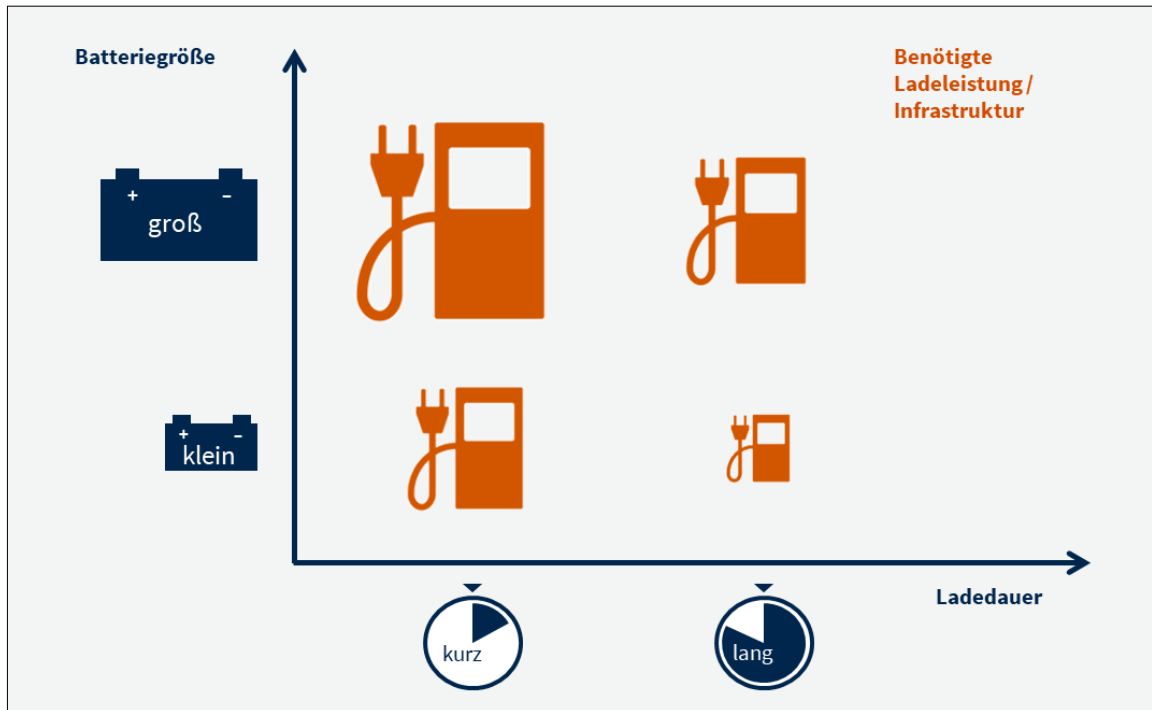 Batteriegröße
Benötigte
Ladeleistung /
Infrastruktur
+ –
groß
+ –
klein
Ladedauer
kurz
lang